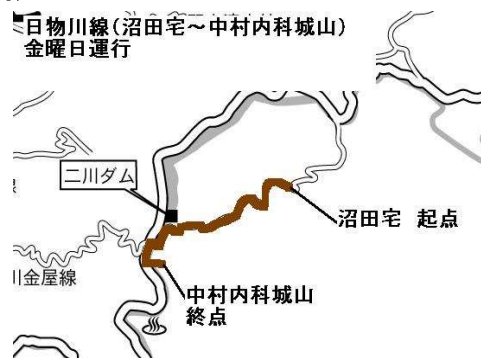 日物川線(沼田宅～中村内科城山)
金曜日運行
二川ダム
沼田宅 起点
川金屋線
中村内科城山
終点